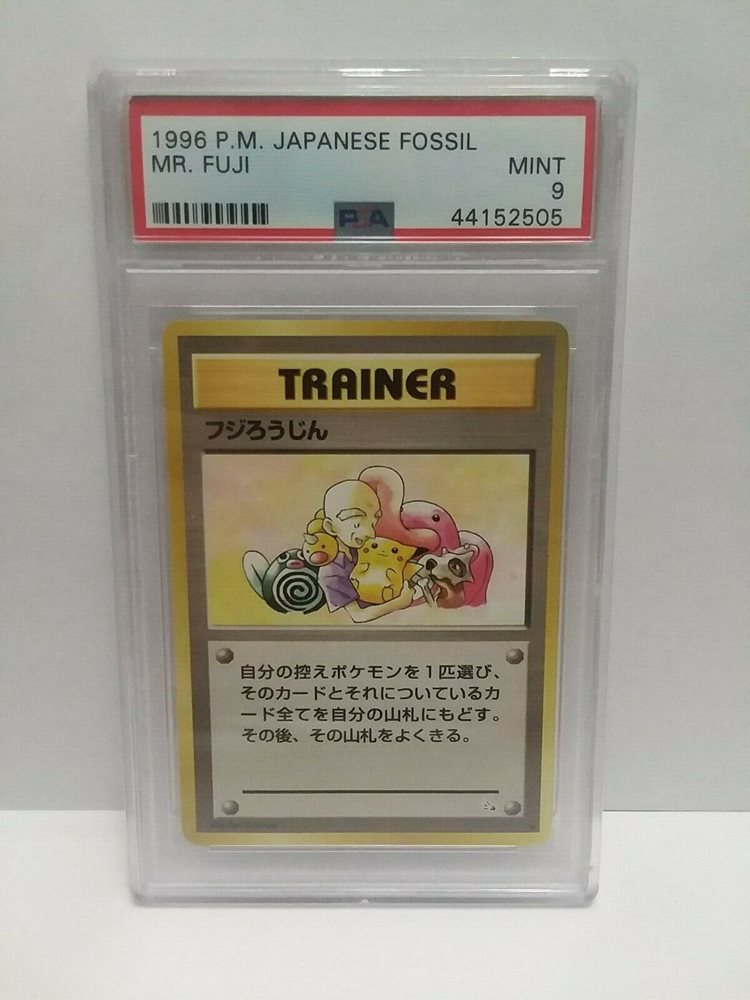 1996 P.M. JAPANESE FOSSIL
MR. FUJI MINT
9
PSA 44152505
TRAINER
フジろうじん
自分の控えポケモンを1匹選び、
そのカードとそれについているカ
ード全てを自分の山札にもどす。
その後、その山札をよくきる。